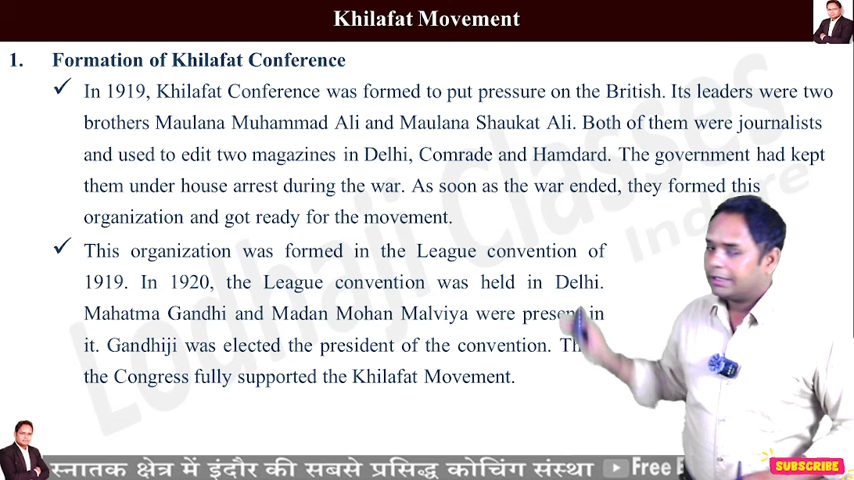 Khilafat Movement
1. Formation of Khilafat Conference
✓ In 1919, Khilafat Conference was formed to put pressure on the British. Its leaders were two
brothers Maulana Muhammad Ali and Maulana Shaukat Ali. Both of them were journalists
and used to edit two magazines in Delhi, Comrade and Hamdard. The government had kept
them under house arrest during the war. As soon as the war ended, they formed this
organization and got ready for the movement.
✓ This organization was formed in the League convention of
1919. In 1920, the League convention was held in Delhi.
Mahatma Gandhi and Madan Mohan Malviya were present in
it. Gandhiji was elected the president of the convention.
the Congress fully supported the Khilafat Movement.
Lodhaji Classes
Indore
स्नातक क्षेत्र में इंदौर की सबसे प्रसिद्ध कोचिंग संस्था Free
SUBSCRIBE
SUBSCRIBE